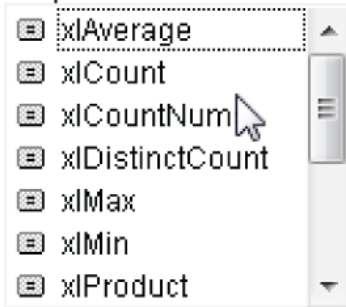 xlAverage
xlCount
xlCountNum
xlDistinctCount
xlMax
xlMin
xlProduct